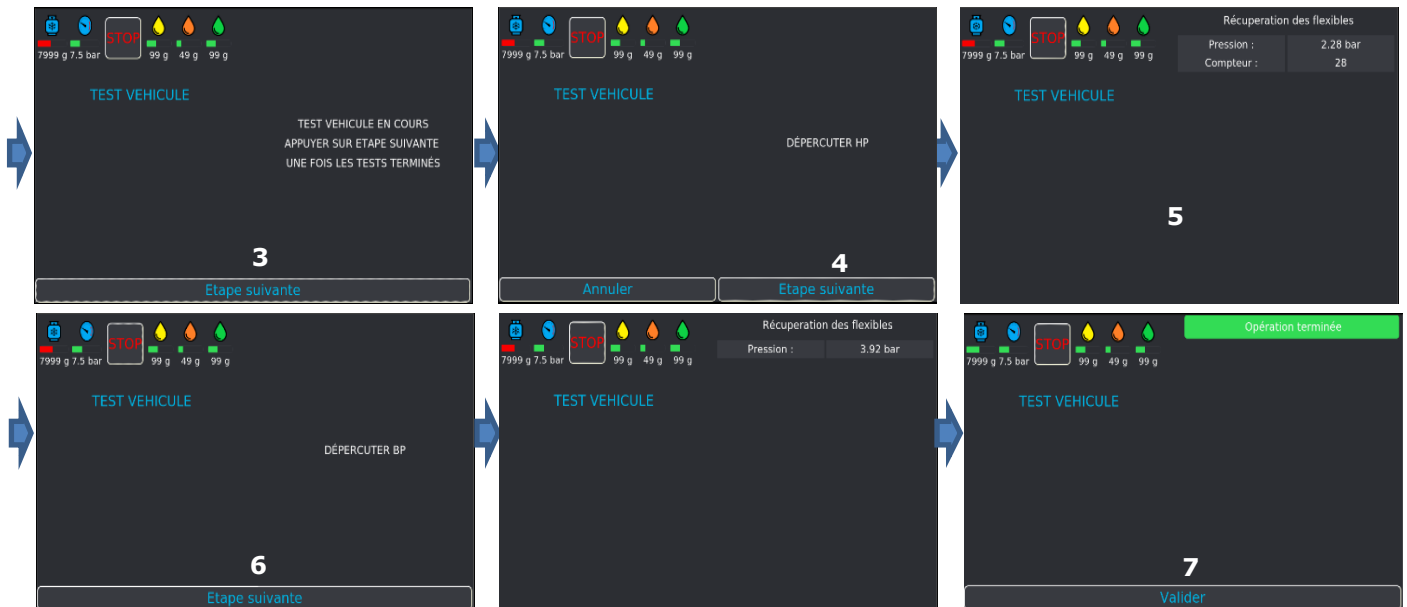 STOP
7999 g 7.5 bar 99 g 49 g 99 g
TEST VEHICULE
TEST VEHICULE EN COURS
APPUYER SUR ETAPE SUIVANTE
UNE FOIS LES TESTS TERMINÉS
3
Etape suivante
STOP
7999 g 7.5 bar 99 g 49 g 99 g
TEST VEHICULE
DÉPERCUTER HP
4
Annuler Etape suivante
Récuperation des flexibles
STOP
Pression : 2.28 bar
7999 g 7.5 bar 99 g 49 g 99 g
Compteur : 28
TEST VEHICULE
5
STOP
7999 g 7.5 bar 99 g 49 g 99 g
TEST VEHICULE
DÉPERCUTER BP
6
Etape suivante
Récuperation des flexibles
STOP
Pression : 3.92 bar
7999 g 7.5 bar 99 g 49 g 99 g
TEST VEHICULE
Opération terminée
STOP
7999 g 7.5 bar 99 g 49 g 99 g
TEST VEHICULE
7
Valider